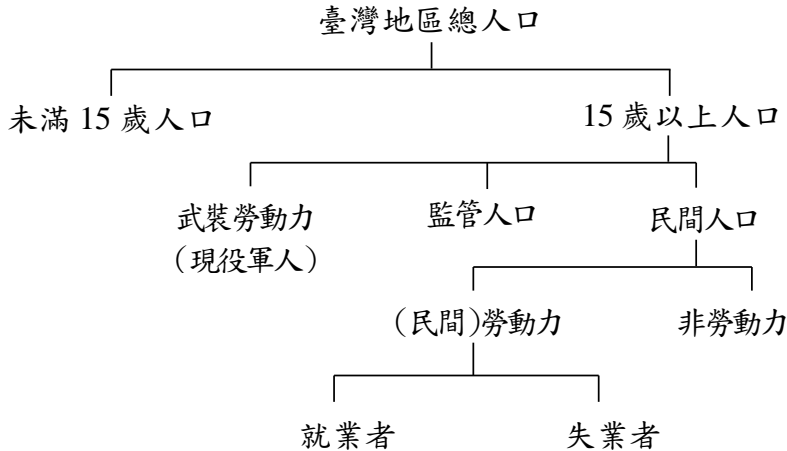 臺灣地區總人口
未滿 15 歲人口
15 歲以上人口
武裝勞動力
（現役軍人）
監管人口
民間人口
（民間）勞動力
非勞動力
就業者
失業者